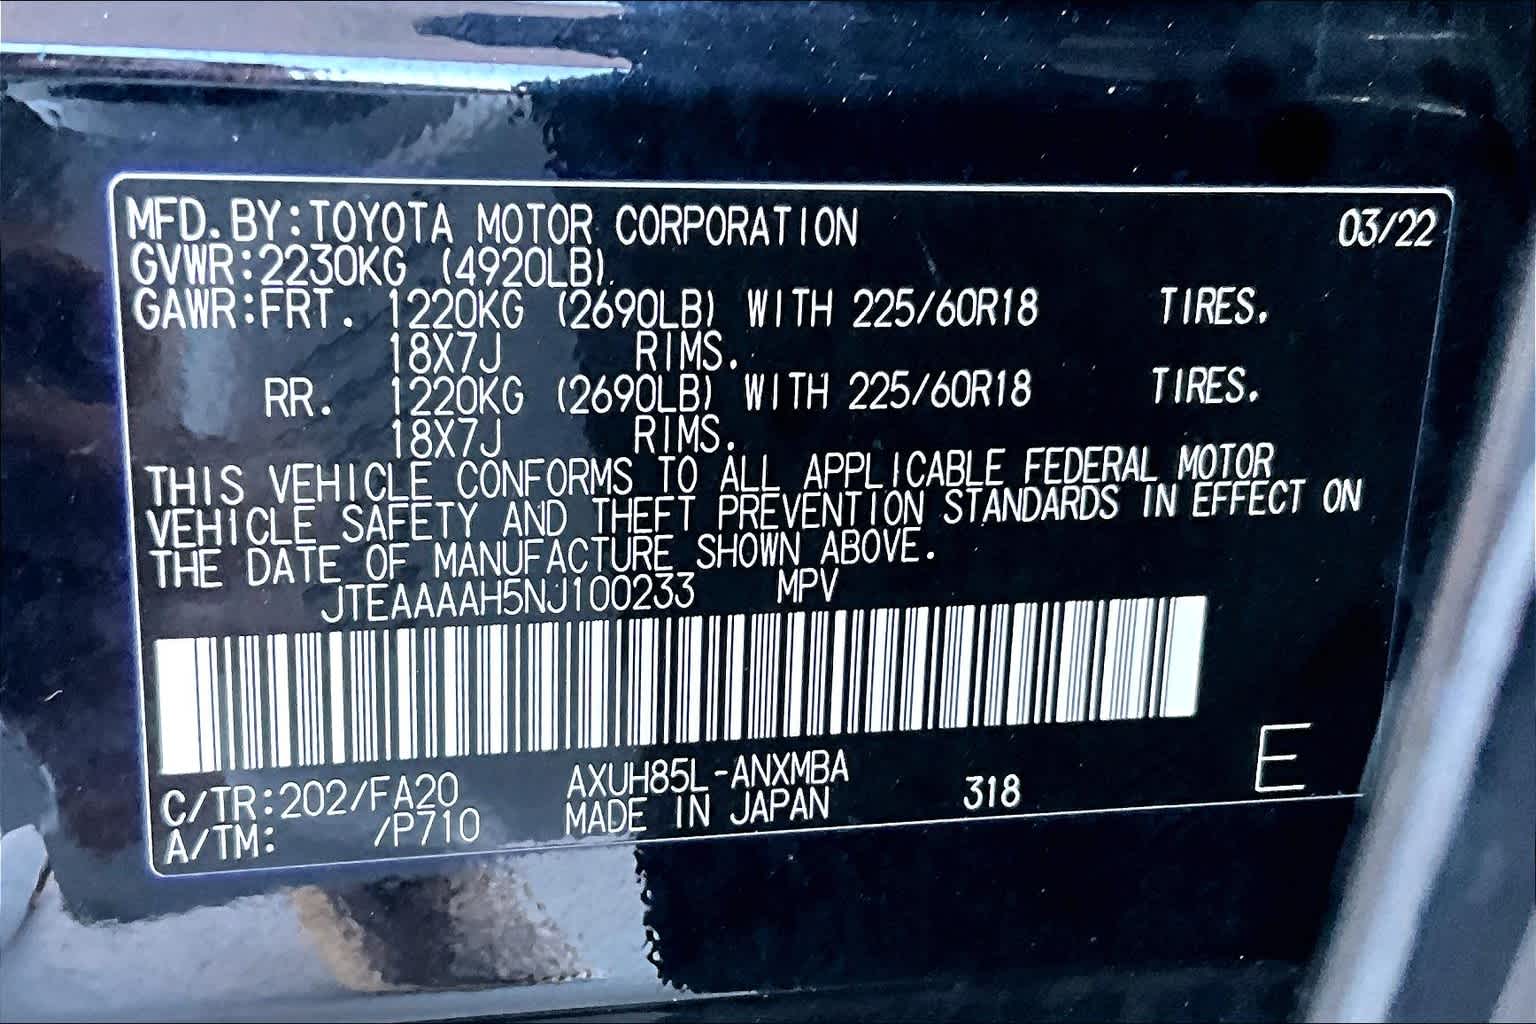 MFD. BY:TOYOTA MOTOR CORPORATION 03/22
GVWR:2230KG (4920LB)
GAWR:FRT. 1220KG (2690LB) WITH 225/60R18 TIRES.
18X7J RIMS.
RR. 1220KG (2690LB) WITH 225/60R18 TIRES.
18X7J RIMS.
THIS VEHICLE CONFORMS TO ALL APPLICABLE FEDERAL MOTOR
VEHICLE SAFETY AND THEFT PREVENTION STANDARDS IN EFFECT ON
THE DATE OF MANUFACTURE SHOWN ABOVE.
JTEAAAAH5NJ100233 MPV
C/TR:202/FA20 AXUH85L-ANXMBA 318 E
A/TM: /P710 MADE IN JAPAN